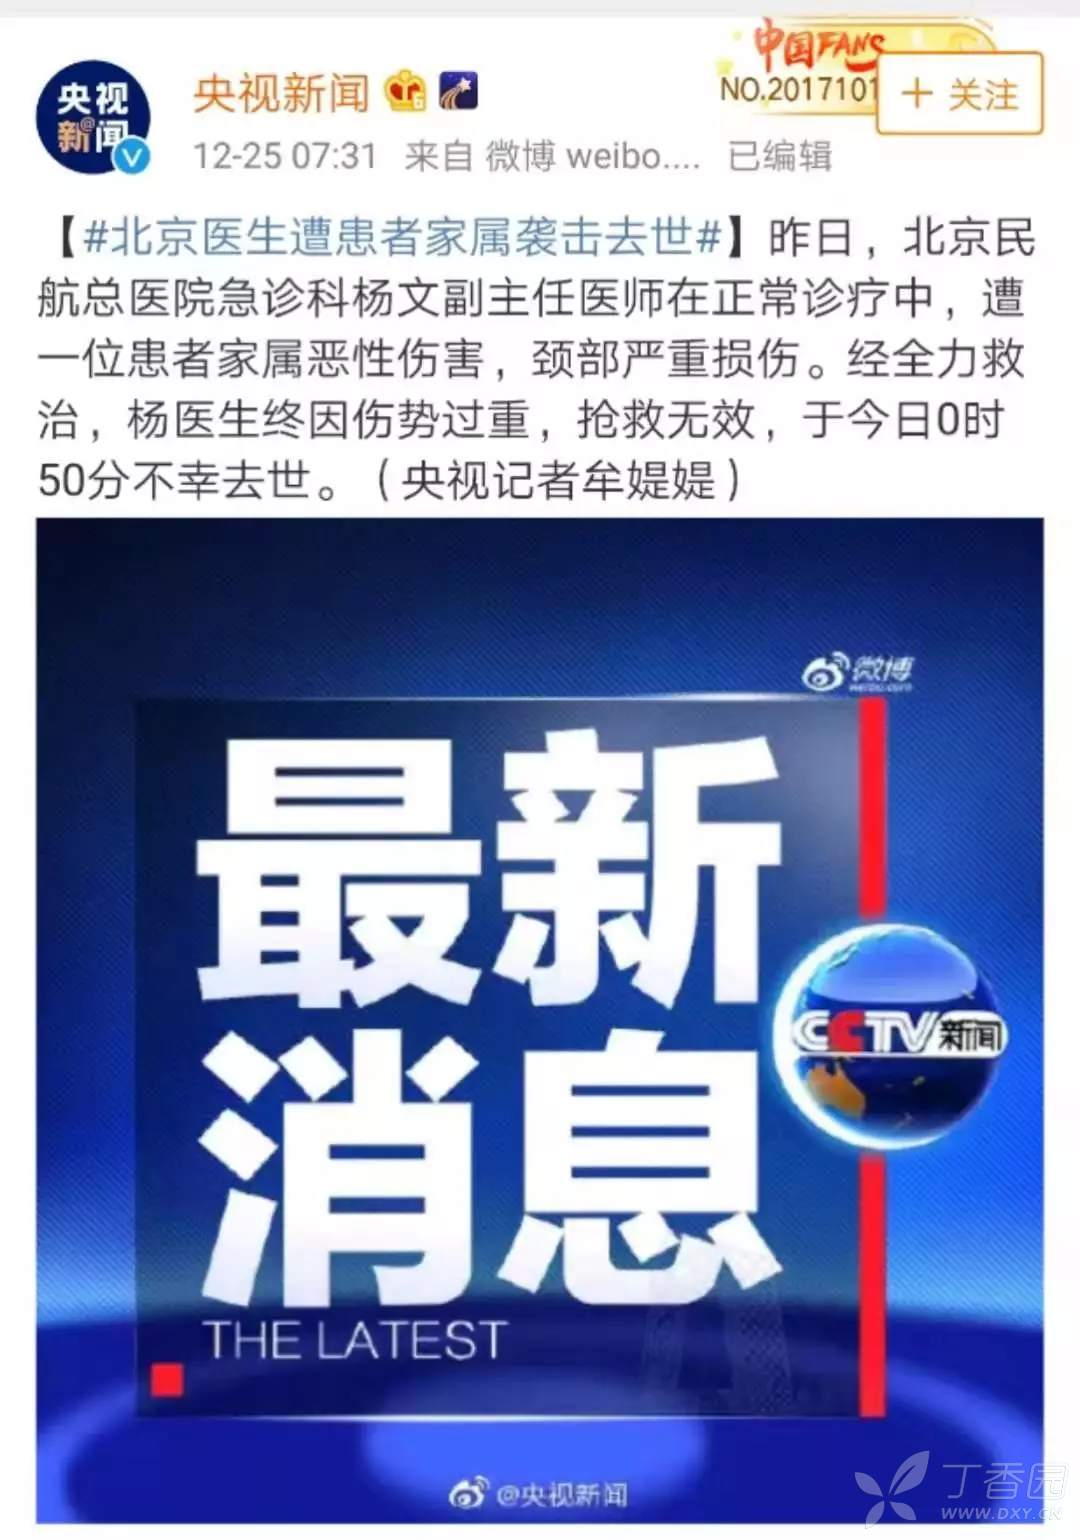 中国FANS
NO.2017101
央视
新@闻
央视新闻
+ 关注
12-25 07:31 来自 微博 weibo.... 已编辑
【#北京医生遭患者家属袭击去世#】昨日，北京民
航总医院急诊科杨文副主任医师在正常诊疗中，遭
一位患者家属恶性伤害，颈部严重损伤。经全力救
治，杨医生终因伤势过重，抢救无效，于今日0时
50分不幸去世。（央视记者牟媞媞）
微博
weibo.com
最新
CCTV新闻
消息
THE LATEST
@央视新闻
丁香园
WWW.DXY.CN